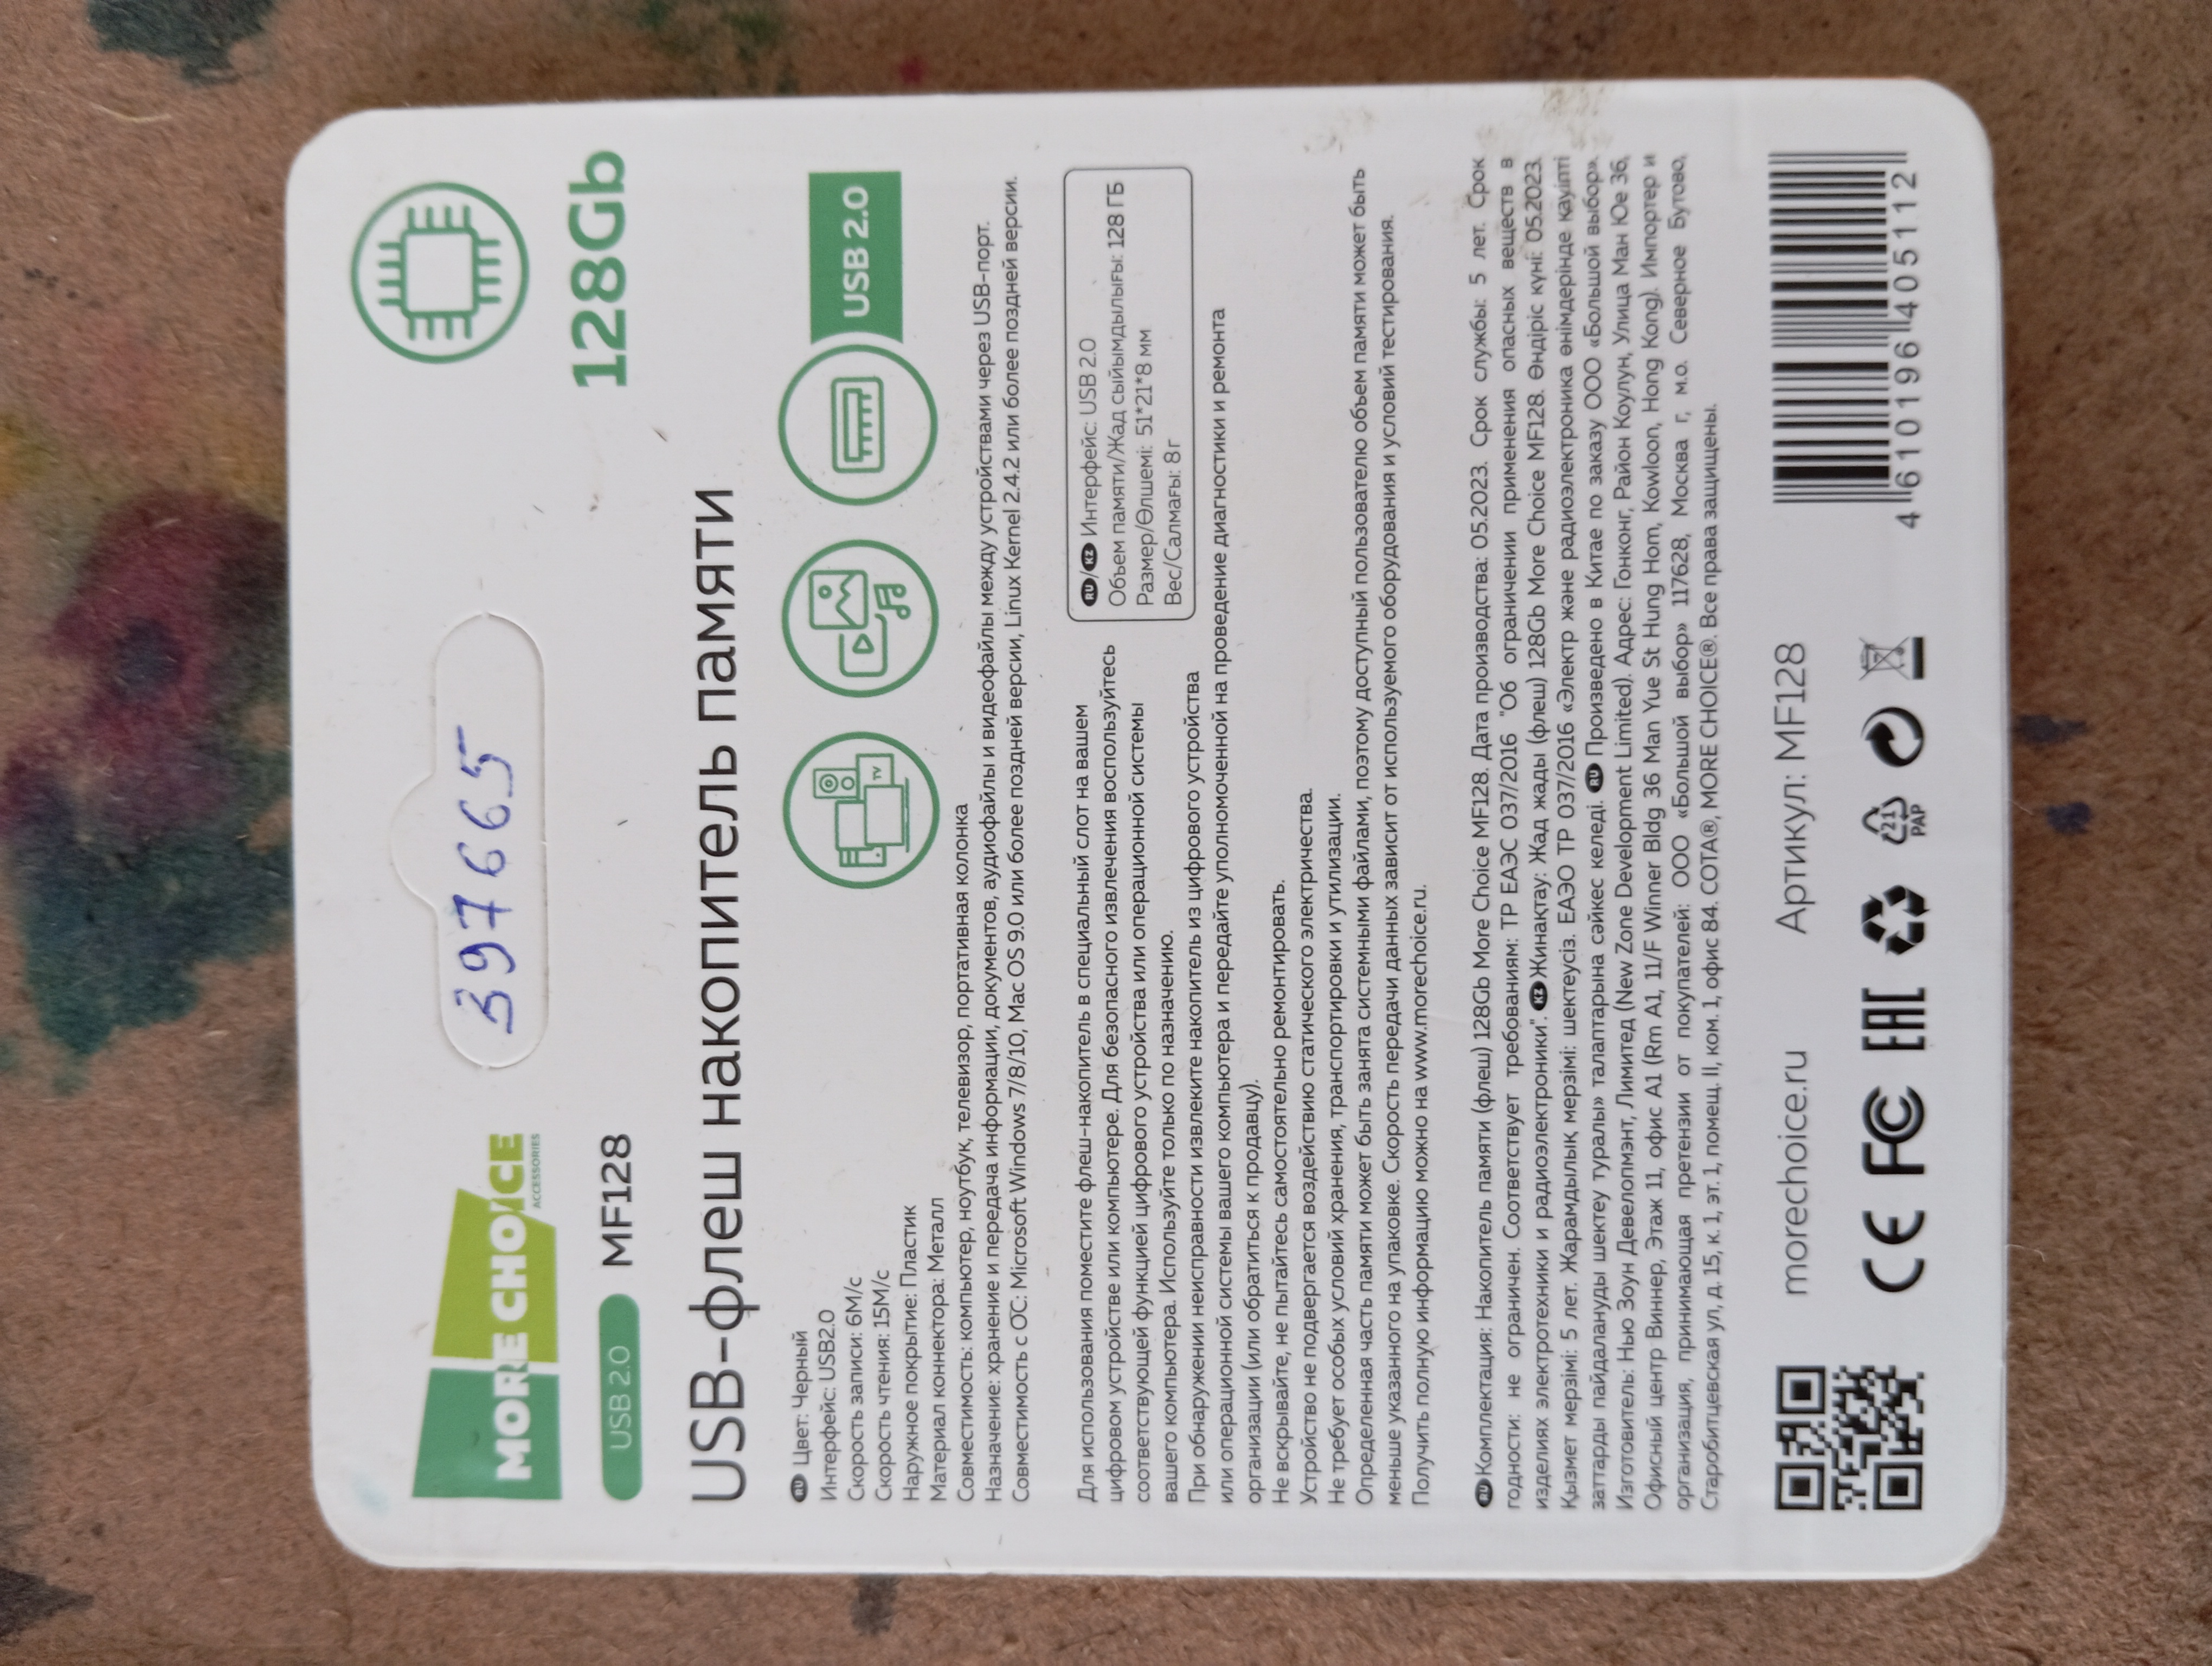 397665
MORE CHOICE
ACCESSORIES
USB 2.0 MF128
128Gb
USB-флеш накопитель памяти
TV
USB 2.0
RU Цвет: Черный
Интерфейс: USB2.0
Скорость записи: 6М/с
Скорость чтения: 15М/с
Наружное покрытие: Пластик
Материал коннектора: Металл
Совместимость: компьютер, ноутбук, телевизор, портативная колонка
Назначение: хранение и передача информации, документов, аудиофайлы и видеофайлы между устройствами через USB-порт.
Совместимость с ОС: Microsoft Windows 7/8/10, Mac OS 9.0 или более поздней версии, Linux Kernel 2.4.2 или более поздней версии.
RU/KZ Интерфейс: USB 2.0
Объем памяти/Жад сыйымдылығы: 128 ГБ
Размер/Өлшемі: 51*21*8 мм
Вес/Салмағы: 8г
Для использования поместите флеш-накопитель в специальный слот на вашем
цифровом устройстве или компьютере. Для безопасного извлечения воспользуйтесь
соответствующей функцией цифрового устройства или операционной системы
вашего компьютера. Используйте только по назначению.
При обнаружении неисправности извлеките накопитель из цифрового устройства
или операционной системы вашего компьютера и передайте уполномоченной на проведение диагностики и ремонта
организации (или обратиться к продавцу).
Не вскрывайте, не пытайтесь самостоятельно ремонтировать.
Устройство не подвергается воздействию статического электричества.
Не требует особых условий хранения, транспортировки и утилизации.
Определенная часть памяти может быть занята системными файлами, поэтому доступный пользователю объем памяти может быть
меньше указанного на упаковке. Скорость передачи данных зависит от используемого оборудования и условий тестирования.
Получить полную информацию можно на www.morechoice.ru.
RU Комплектация: Накопитель памяти (флеш) 128Gb More Choice MF128. Дата производства: 05.2023. Срок службы: 5 лет. Срок
годности: не ограничен. Соответствует требованиям: ТР ЕАЭС 037/2016 "Об ограничении применения опасных веществ в
изделиях электротехники и радиоэлектроники". KZ Жинақтау: Жад жады (флеш) 128Gb More Choice MF128. Өндіріс күні: 05.2023.
Қызмет мерзімі: 5 лет. Жарамдылық мерзімі: шектеусіз. ЕАЭО ТР 037/2016 «Электр және радиоэлектроника өнімдерінде қауіпті
заттарды пайдалануды шектеу туралы» талаптарына сәйкес келеді. RU Произведено в Китае по заказу ООО «Большой выбор».
Изготовитель: Нью Зоун Девелопмэнт, Лимитед (New Zone Development Limited). Адрес: Гонконг, Район Коулун, Улица Ман Юе 36,
Офисный центр Виннер, Этаж 11, офис А1 (Rm A1, 11/F Winner Bldg 36 Man Yue St Hung Hom, Kowloon, Hong Kong). Импортер и
организация, принимающая претензии от покупателей: ООО «Большой выбор» 117628, Москва г, м.о. Северное Бутово,
Старобитцевская ул, д. 15, к. 1, эт. 1, помещ. II, ком. 1, офис 84. COTA®, MORE CHOICE®. Все права защищены.
morechoice.ru Артикул: MF128
CE FC EAC 21 PAP
4 610196 405112